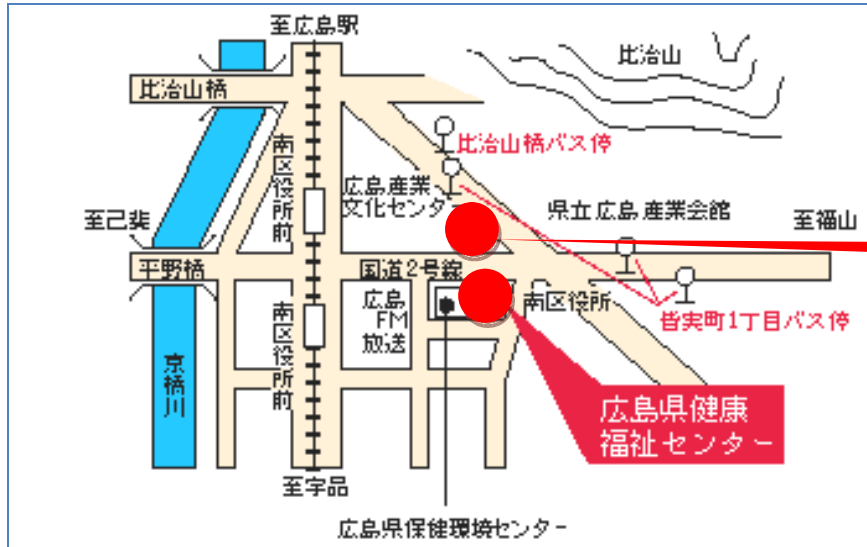 至広島駅
比治山
比治山橋
比治山橋バス停
南区役所前
広島産業
文化センター
県立広島産業会館
至己斐
至福山
平野橋
国道2号線
広島
FM
放送
南区役所
皆実町1丁目バス停
南区役所前
京橋川
広島県健康
福祉センター
至宇品
広島県保健環境センター